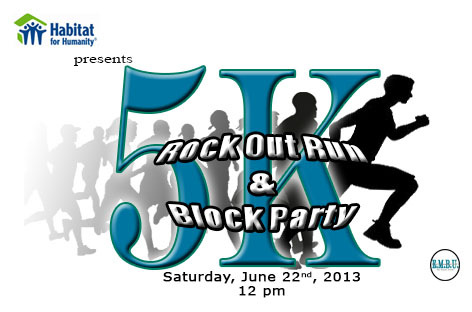 Habitat
for Humanity®
presents
5K
Rock Out Run
&
Block Party
Saturday, June 22nd, 2013
12 pm
E.M.B.U.